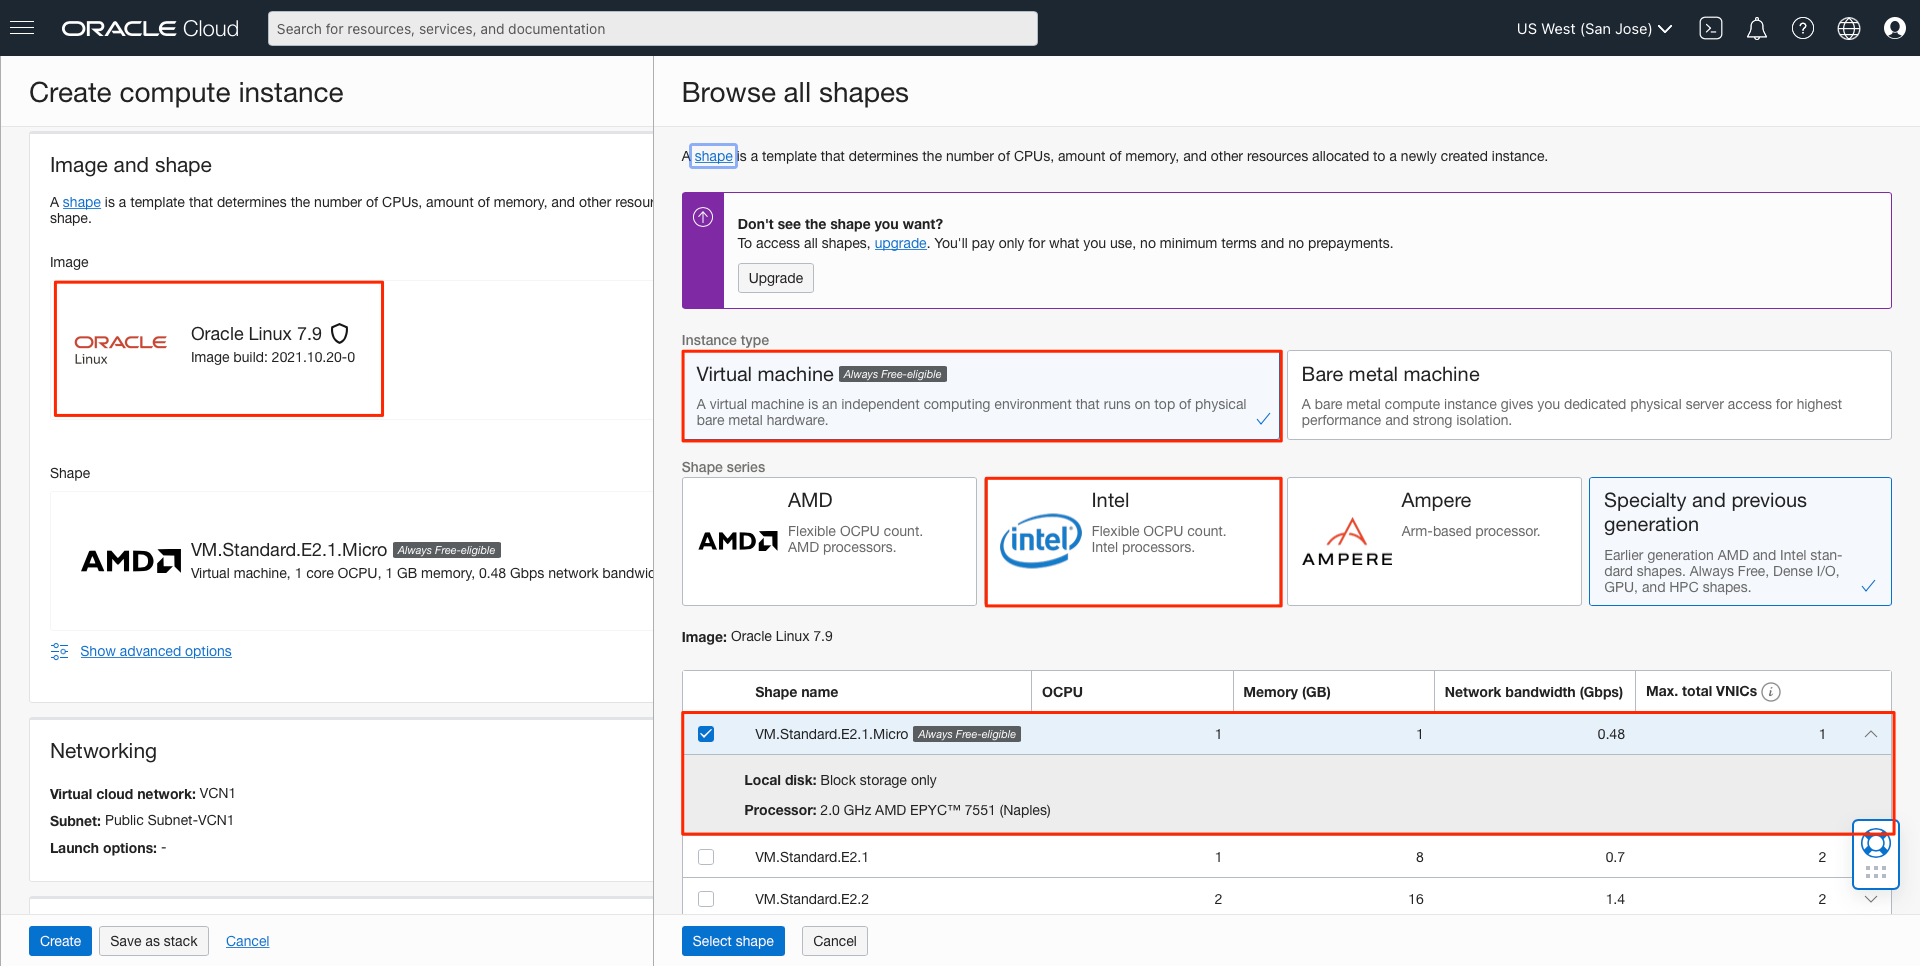 ORACLE Cloud
Search for resources, services, and documentation
US West (San Jose)
Create compute instance
Image and shape
A shape is a template that determines the number of CPUs, amount of memory, and other resour
shape.
Image
ORACLE
Linux
Oracle Linux 7.9
Image build: 2021.10.20-0
Shape
AMD
VM.Standard.E2.1.Micro Always Free-eligible
Virtual machine, 1 core OCPU, 1 GB memory, 0.48 Gbps network bandwid
Show advanced options
Networking
Virtual cloud network: VCN1
Subnet: Public Subnet-VCN1
Launch options: -
Create
Save as stack
Cancel
Browse all shapes
A shape is a template that determines the number of CPUs, amount of memory, and other resources allocated to a newly created instance.
Don't see the shape you want?
To access all shapes, upgrade. You'll pay only for what you use, no minimum terms and no prepayments.
Upgrade
Instance type
Virtual machine Always Free-eligible
A virtual machine is an independent computing environment that runs on top of physical
bare metal hardware.
Bare metal machine
A bare metal compute instance gives you dedicated physical server access for highest
performance and strong isolation.
Shape series
AMD
AMD
Flexible OCPU count.
AMD processors.
intel
Intel
Flexible OCPU count.
Intel processors.
AMPERE
Ampere
Arm-based processor.
Specialty and previous
generation
Earlier generation AMD and Intel stan-
dard shapes. Always Free, Dense I/O,
GPU, and HPC shapes.
Image: Oracle Linux 7.9
Shape name OCPU Memory (GB) Network bandwidth (Gbps) Max. total VNICs
VM.Standard.E2.1.Micro Always Free-eligible 1 1 0.48 1
Local disk: Block storage only
Processor: 2.0 GHz AMD EPYC™ 7551 (Naples)
VM.Standard.E2.1 1 8 0.7 2
VM.Standard.E2.2 2 16 1.4 2
Select shape
Cancel